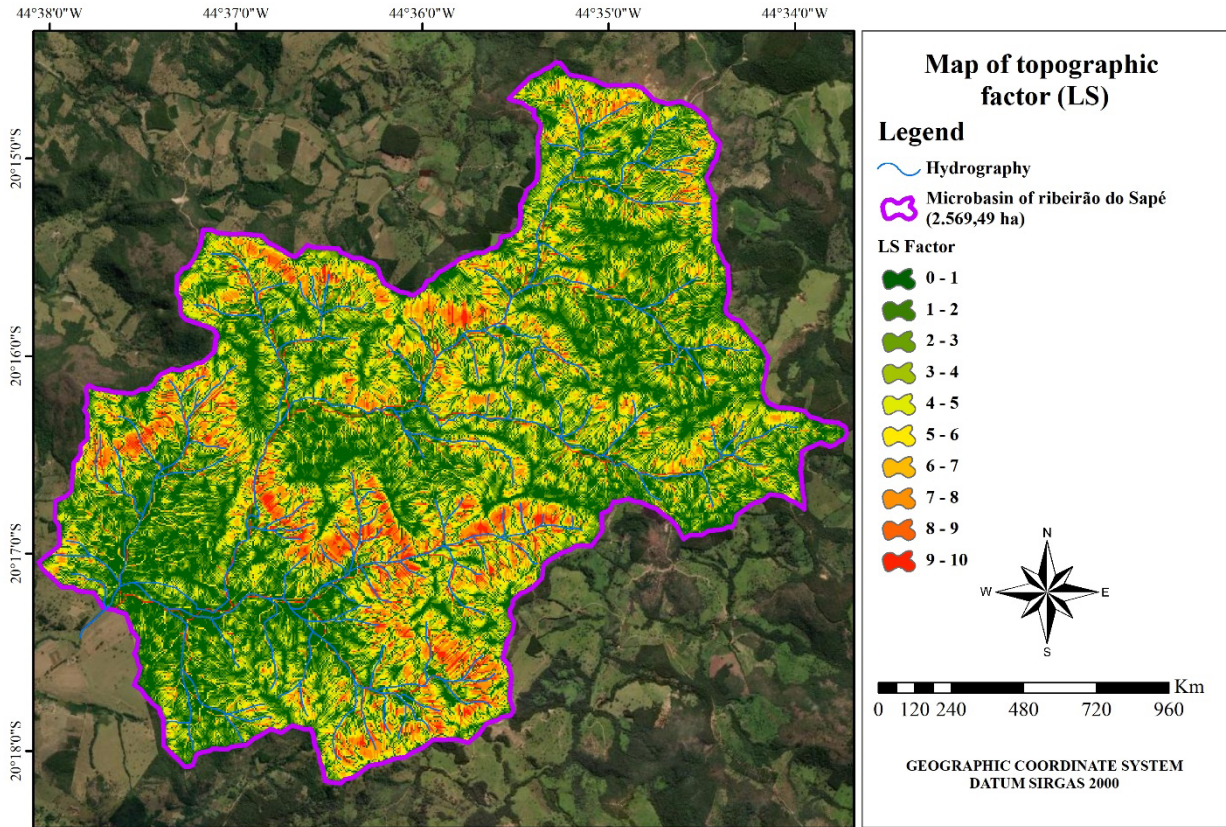 44°38'0"W 44°37'0"W 44°36'0"W 44°35'0"W 44°34'0"W
20°15'0"S
20°16'0"S
20°17'0"S
20°18'0"S
Map of topographic
factor (LS)
Legend
Hydrography
Microbasin of ribeirão do Sapé
(2.569,49 ha)
LS Factor
0 - 1
1 - 2
2 - 3
3 - 4
4 - 5
5 - 6
6 - 7
7 - 8
8 - 9
9 - 10
N
W E
S
Km
0 120 240 480 720 960
GEOGRAPHIC COORDINATE SYSTEM
DATUM SIRGAS 2000